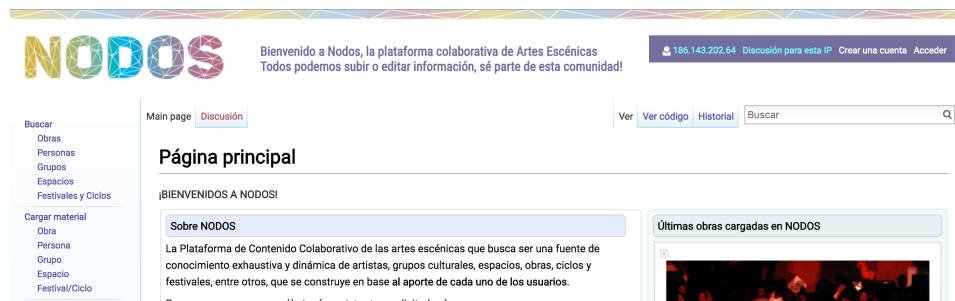 NODOS
Bienvenido a Nodos, la plataforma colaborativa de Artes Escénicas
Todos podemos subir o editar información, sé parte de esta comunidad!
186.143.202.64 Discusión para esta IP Crear una cuenta Acceder
Main page Discusión Ver Ver código Historial Buscar
Buscar
Obras
Personas
Grupos
Espacios
Festivales y Ciclos
Cargar material
Obra
Persona
Grupo
Espacio
Festival/Ciclo
Página principal
¡BIENVENIDOS A NODOS!
Sobre NODOS
La Plataforma de Contenido Colaborativo de las artes escénicas que busca ser una fuente de
conocimiento exhaustiva y dinámica de artistas, grupos culturales, espacios, obras, ciclos y
festivales, entre otros, que se construye en base al aporte de cada uno de los usuarios.
Últimas obras cargadas en NODOS